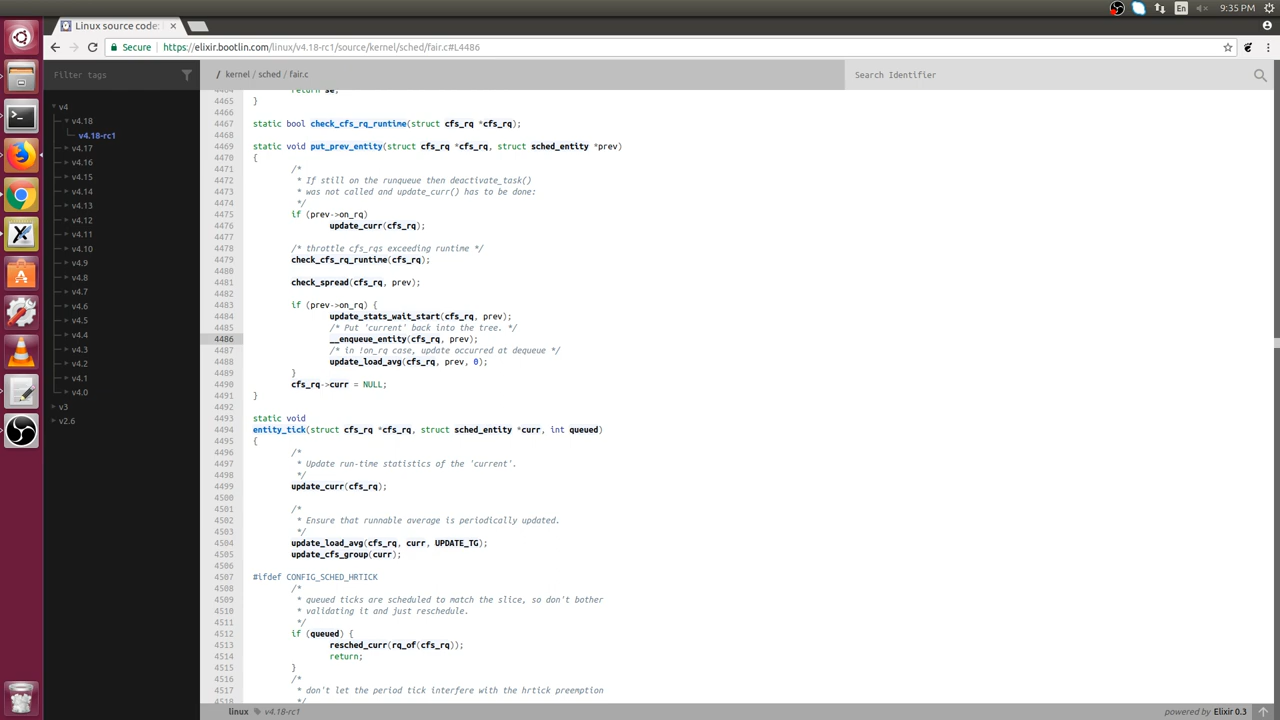 En
9:35 PM
Linux source code:
Secure
https://elixir.bootlin.com/linux/v4.18-rc1/source/kernel/sched/fair.c#L4486
Filter tags
/ kernel / sched / fair.c
Search Identifier
v4
v4.18
v4.18-rc1
v4.17
v4.16
v4.15
v4.14
v4.13
v4.12
v4.11
v4.10
v4.9
v4.8
v4.7
v4.6
v4.5
v4.4
v4.3
v4.2
v4.1
v4.0
v3
v2.6
4464 return se;
4465 }
4466
4467 static bool check_cfs_rq_runtime(struct cfs_rq *cfs_rq);
4468
4469 static void put_prev_entity(struct cfs_rq *cfs_rq, struct sched_entity *prev)
4470 {
4471 /*
4472 * If still on the runqueue then deactivate_task()
4473 * was not called and update_curr() has to be done:
4474 */
4475 if (prev->on_rq)
4476 update_curr(cfs_rq);
4477
4478 /* throttle cfs_rqs exceeding runtime */
4479 check_cfs_rq_runtime(cfs_rq);
4480
4481 check_spread(cfs_rq, prev);
4482
4483 if (prev->on_rq) {
4484 update_stats_wait_start(cfs_rq, prev);
4485 /* Put 'current' back into the tree. */
4486 __enqueue_entity(cfs_rq, prev);
4487 /* in !on_rq case, update occurred at dequeue */
4488 update_load_avg(cfs_rq, prev, 0);
4489 }
4490 cfs_rq->curr = NULL;
4491 }
4492
4493 static void
4494 entity_tick(struct cfs_rq *cfs_rq, struct sched_entity *curr, int queued)
4495 {
4496 /*
4497 * Update run-time statistics of the 'current'.
4498 */
4499 update_curr(cfs_rq);
4500
4501 /*
4502 * Ensure that runnable average is periodically updated.
4503 */
4504 update_load_avg(cfs_rq, curr, UPDATE_TG);
4505 update_cfs_group(curr);
4506
4507 #ifdef CONFIG_SCHED_HRTICK
4508 /*
4509 * queued ticks are scheduled to match the slice, so don't bother
4510 * validating it and just reschedule.
4511 */
4512 if (queued) {
4513 resched_curr(rq_of(cfs_rq));
4514 return;
4515 }
4516 /*
4517 * don't let the period tick interfere with the hrtick preemption
4518 */
linux v4.18-rc1
powered by Elixir 0.3